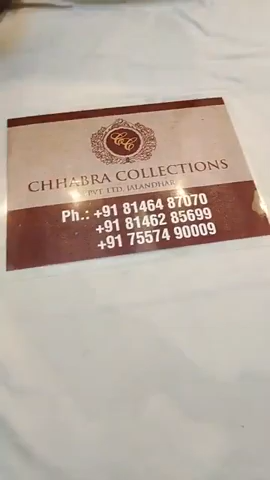 CC
CHHABRA COLLECTIONS
PVT. LTD. JALANDHAR
Ph.: +91 81464 87070
+91 81462 85699
+91 75574 90009